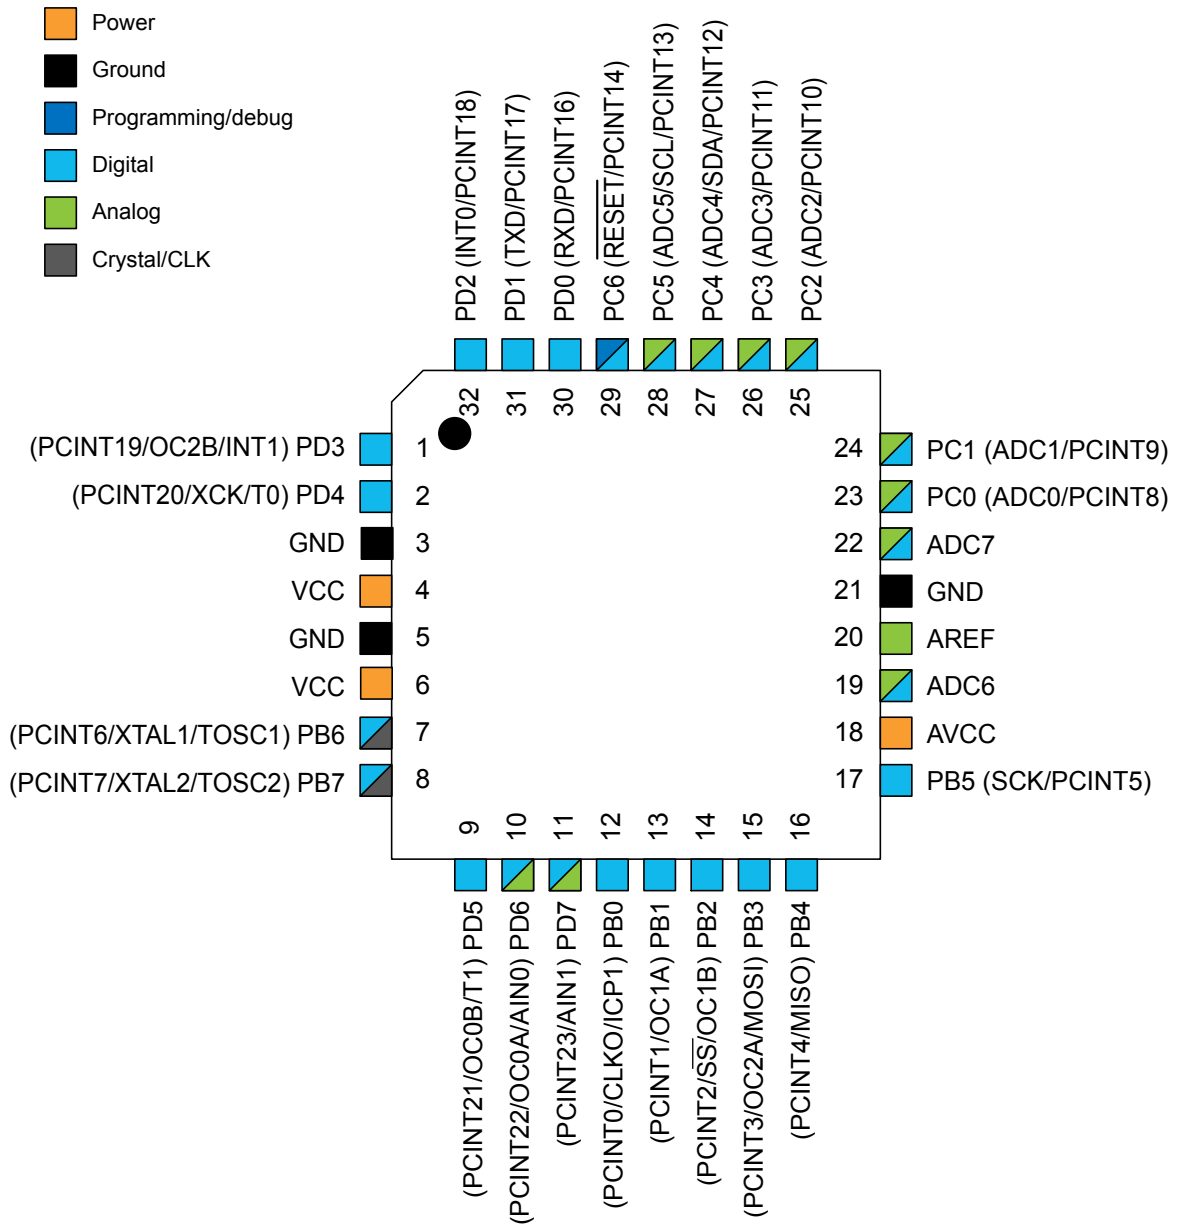 Power
Ground
Programming/debug
Digital
Analog
Crystal/CLK
PD2 (INT0/PCINT18)
PD1 (TXD/PCINT17)
PD0 (RXD/PCINT16)
PC6 (RESET/PCINT14)
PC5 (ADC5/SCL/PCINT13)
PC4 (ADC4/SDA/PCINT12)
PC3 (ADC3/PCINT11)
PC2 (ADC2/PCINT10)
32
31
30
29
28
27
26
25
(PCINT19/OC2B/INT1) PD3
1
(PCINT20/XCK/T0) PD4
2
GND
3
VCC
4
GND
5
VCC
6
(PCINT6/XTAL1/TOSC1) PB6
7
(PCINT7/XTAL2/TOSC2) PB7
8
24
PC1 (ADC1/PCINT9)
23
PC0 (ADC0/PCINT8)
22
ADC7
21
GND
20
AREF
19
ADC6
18
AVCC
17
PB5 (SCK/PCINT5)
9
10
11
12
13
14
15
16
(PCINT21/OC0B/T1) PD5
(PCINT22/OC0A/AIN0) PD6
(PCINT23/AIN1) PD7
(PCINT0/CLKO/ICP1) PB0
(PCINT1/OC1A) PB1
(PCINT2/SS/OC1B) PB2
(PCINT3/OC2A/MOSI) PB3
(PCINT4/MISO) PB4